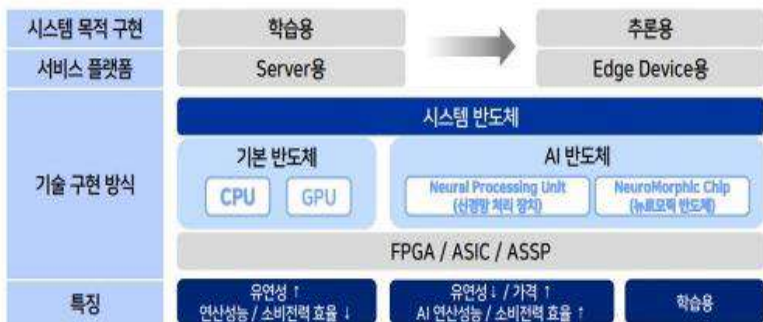 시스템 목적 구현
학습용
추론용
서비스 플랫폼
Server용
Edge Device용
기술 구현 방식
시스템 반도체
기본 반도체
AI 반도체
CPU
GPU
Neural Processing Unit
(신경망 처리 장치)
NeuroMorphic Chip
(뉴로모픽 반도체)
FPGA / ASIC / ASSP
특징
유연성 ↑
연산성능 / 소비전력 효율 ↓
유연성↓ / 가격 ↑
AI 연산성능 / 소비전력 효율 ↑
학습용